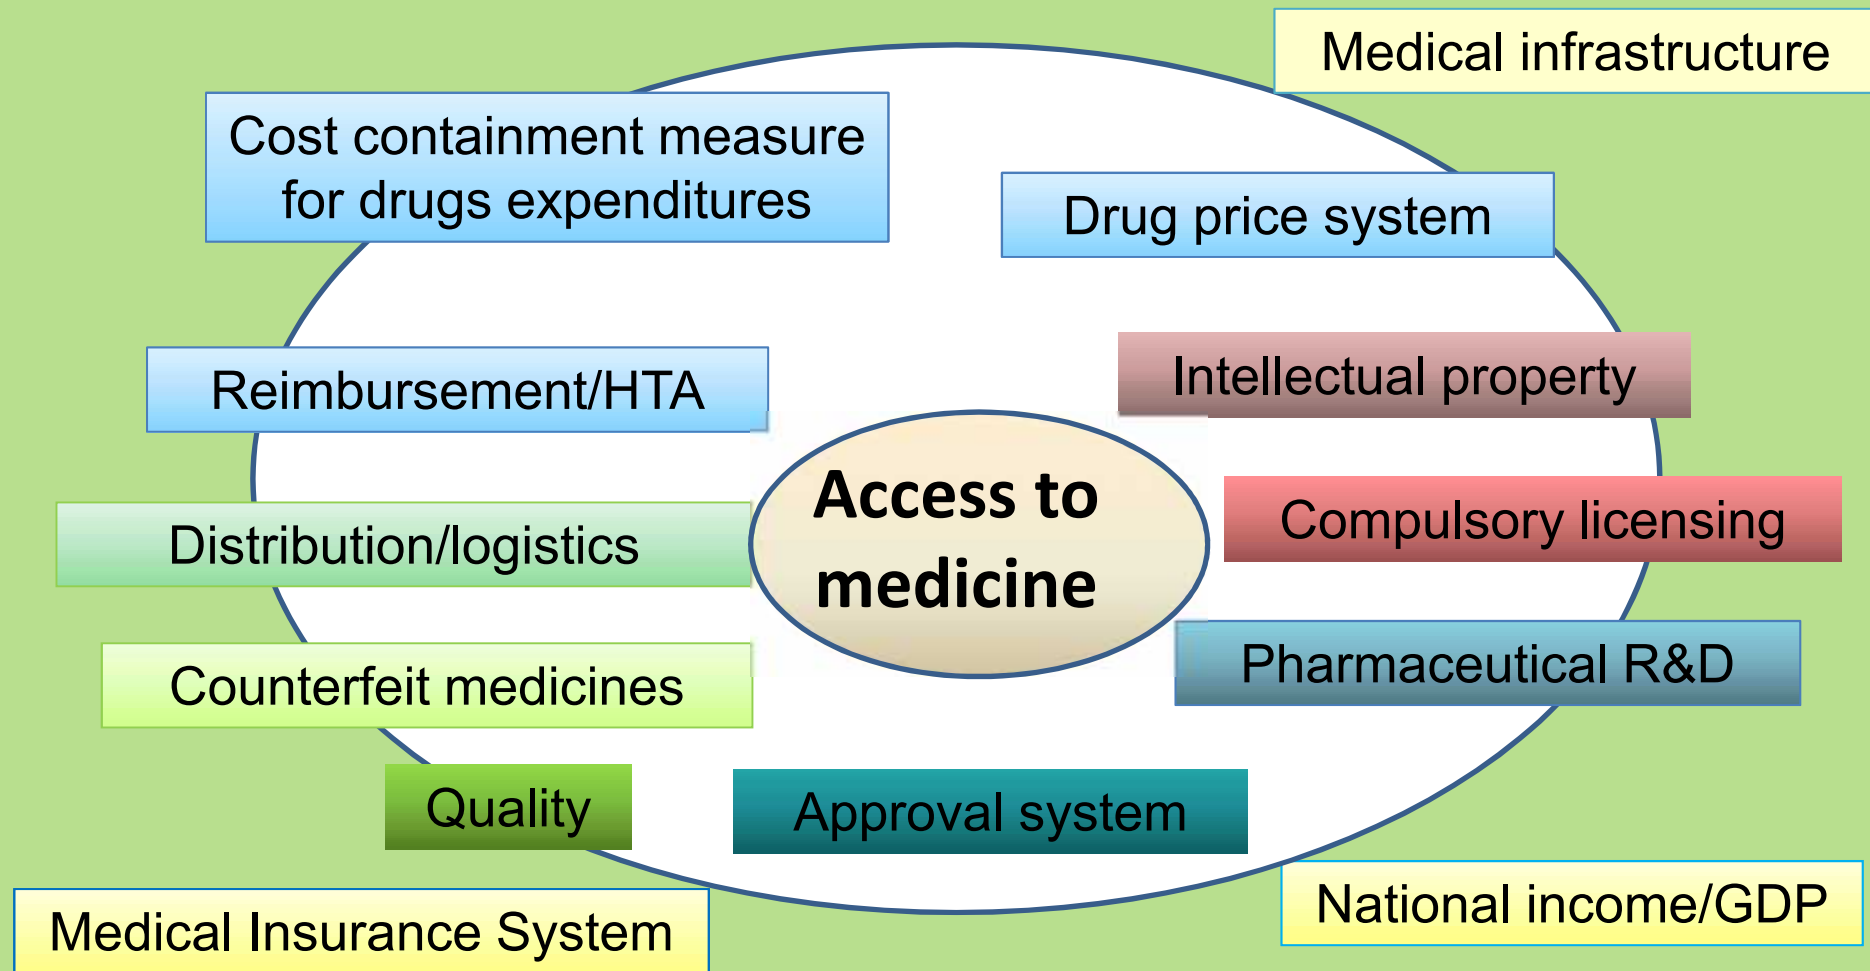 Medical infrastructure
Cost containment measure
for drugs expenditures
Drug price system
Reimbursement/HTA
Intellectual property
Access to
medicine
Distribution/logistics
Compulsory licensing
Counterfeit medicines
Pharmaceutical R&D
Quality
Approval system
Medical Insurance System
National income/GDP